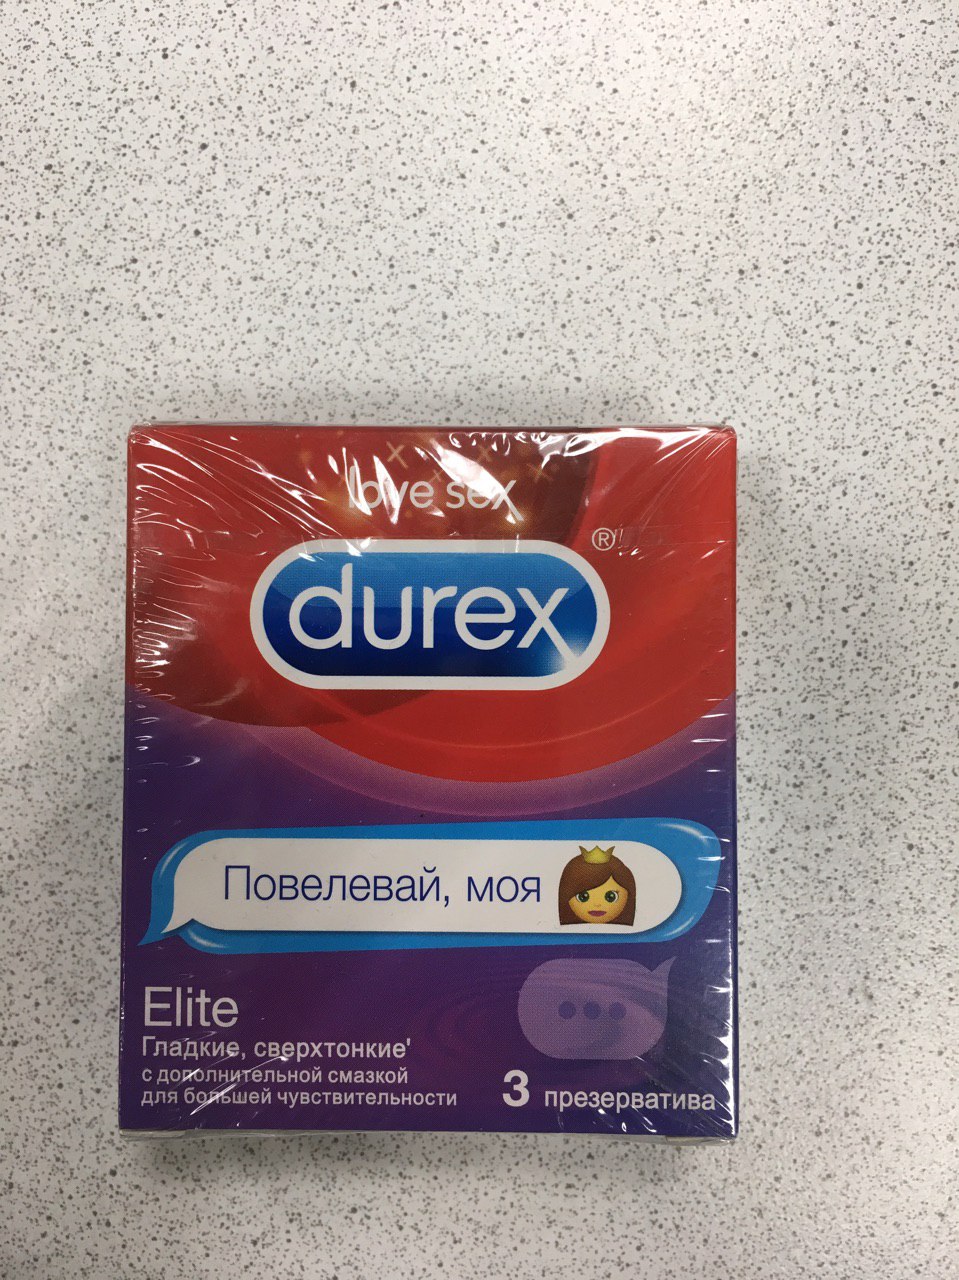 love sex
durex®
Повелевай, моя
Elite
Гладкие, сверхтонкие'
с дополнительной смазкой
для большей чувствительности
3 презерватива